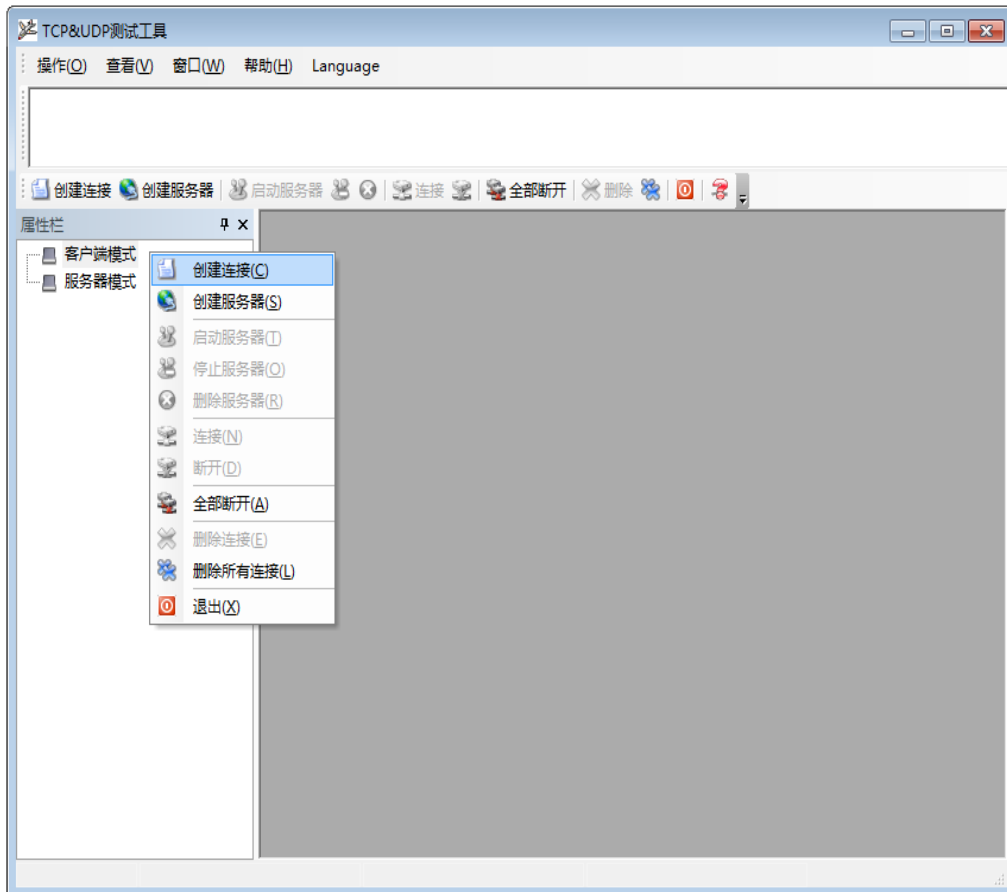 TCP&UDP测试工具
操作(O) 查看(V) 窗口(W) 帮助(H) Language
创建连接 创建服务器 启动服务器 连接 全部断开 删除
属性栏
客户端模式
服务器模式
创建连接(C)
创建服务器(S)
启动服务器(T)
停止服务器(O)
删除服务器(R)
连接(N)
断开(D)
全部断开(A)
删除连接(E)
删除所有连接(L)
退出(X)